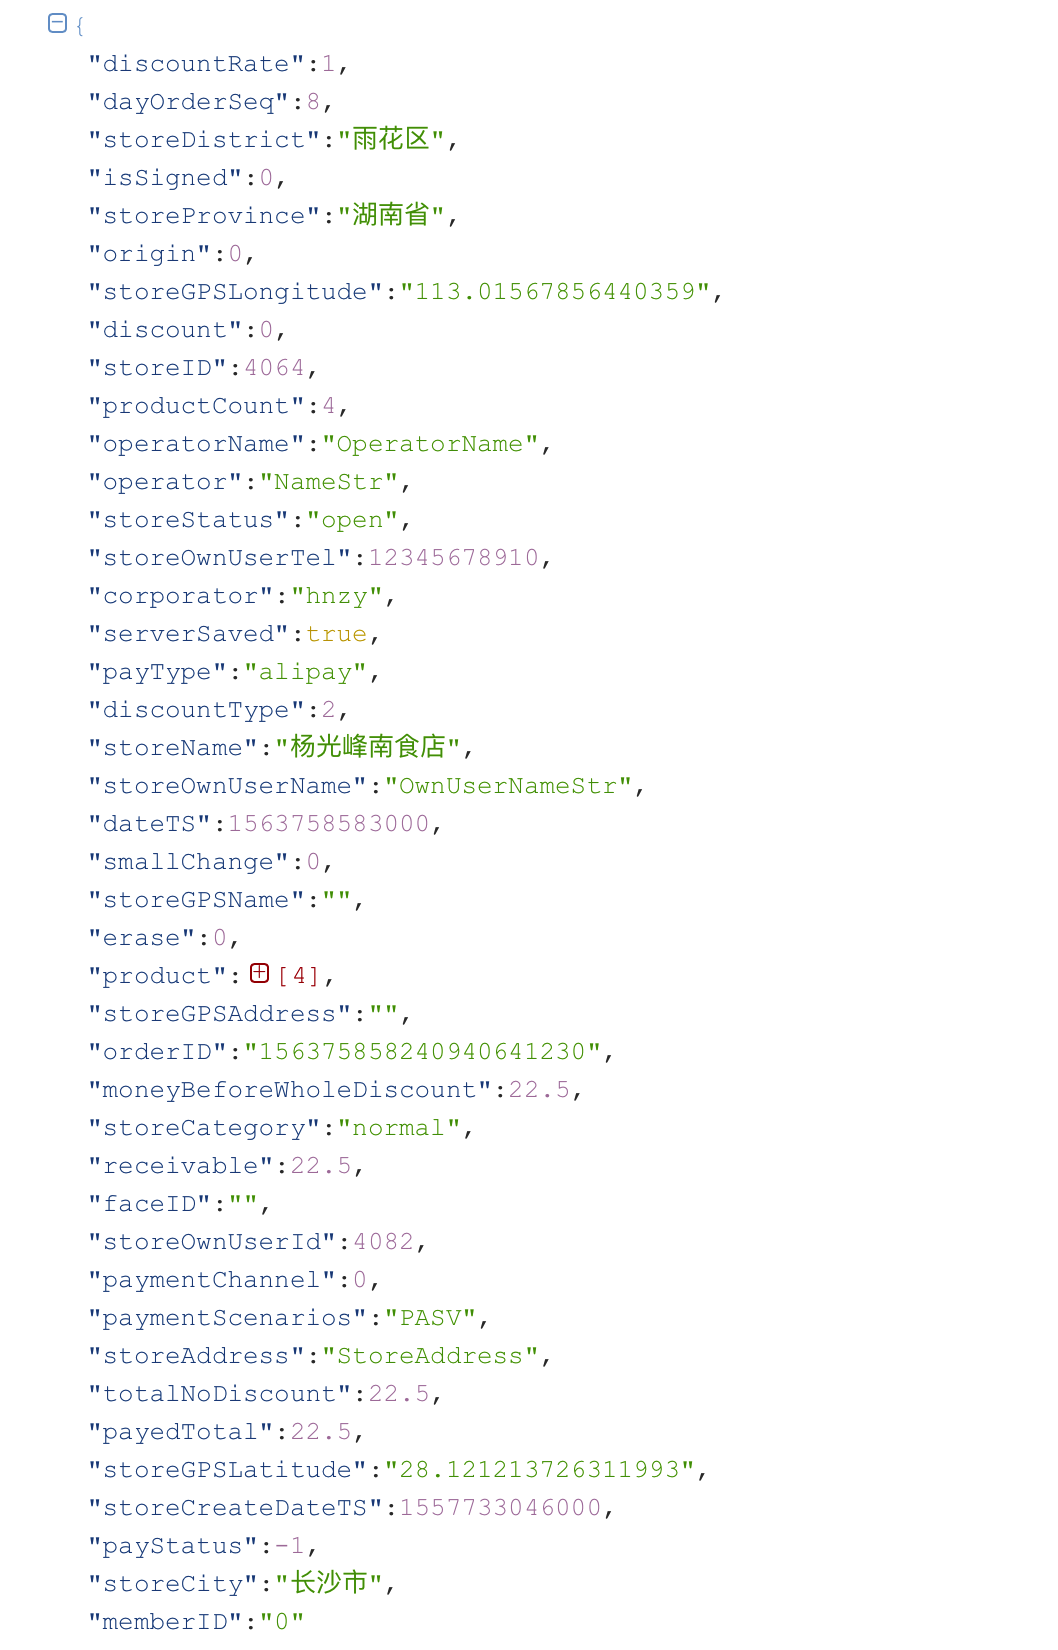 {
"discountRate":1,
"dayOrderSeq":8,
"storeDistrict":"雨花区",
"isSigned":0,
"storeProvince":"湖南省",
"origin":0,
"storeGPSLongitude":"113.01567856440359",
"discount":0,
"storeID":4064,
"productCount":4,
"operatorName":"OperatorName",
"operator":"NameStr",
"storeStatus":"open",
"storeOwnUserTel":12345678910,
"corporator":"hnzy",
"serverSaved":true,
"payType":"alipay",
"discountType":2,
"storeName":"杨光峰南食店",
"storeOwnUserName":"OwnUserNameStr",
"dateTS":1563758583000,
"smallChange":0,
"storeGPSName":"",
"erase":0,
"product":[4],
"storeGPSAddress":"",
"orderID":"156375858240940641230",
"moneyBeforeWholeDiscount":22.5,
"storeCategory":"normal",
"receivable":22.5,
"faceID":"",
"storeOwnUserId":4082,
"paymentChannel":0,
"paymentScenarios":"PASV",
"storeAddress":"StoreAddress",
"totalNoDiscount":22.5,
"payedTotal":22.5,
"storeGPSLatitude":"28.121213726311993",
"storeCreateDateTS":1557733046000,
"payStatus":-1,
"storeCity":"长沙市",
"memberID":"0"